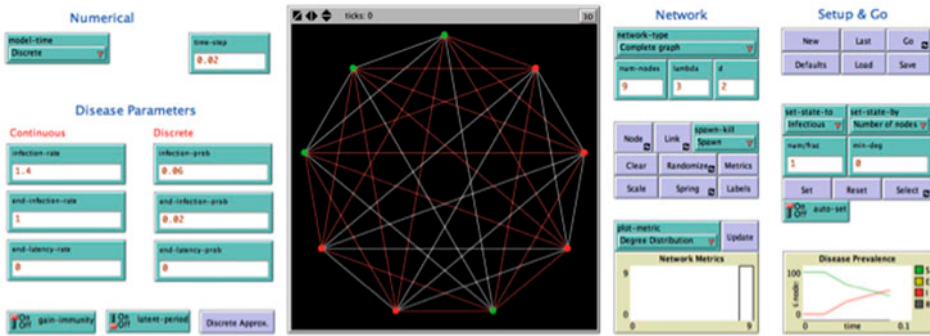 Numerical
model-time
Discrete
time-step
0.02
Disease Parameters
Continuous
Discrete
infection-rate
1.4
infection-prob
0.06
end-infection-rate
1
end-infection-prob
0.02
end-latency-rate
0
end-latency-prob
0
On
Off
gain-immunity
On
Off
latent-period
Discrete Approx.
ticks: 0
3D
Network
network-type
Complete graph
num-nodes
9
lambda
3
d
2
Node
Link
spawn-kill
Spawn
Clear
Randomize
Metrics
Scale
Spring
Labels
plot-metric
Degree Distribution
Update
Network Metrics
9
0
0
9
Setup & Go
New
Last
Go
Defaults
Load
Save
set-state-to
Infectious
set-state-by
Number of nodes
num/frac
1
min-deg
0
Set
Reset
Select
On
Off
auto-set
Disease Prevalence
100
0
0
time
0.1
S
E
I
R